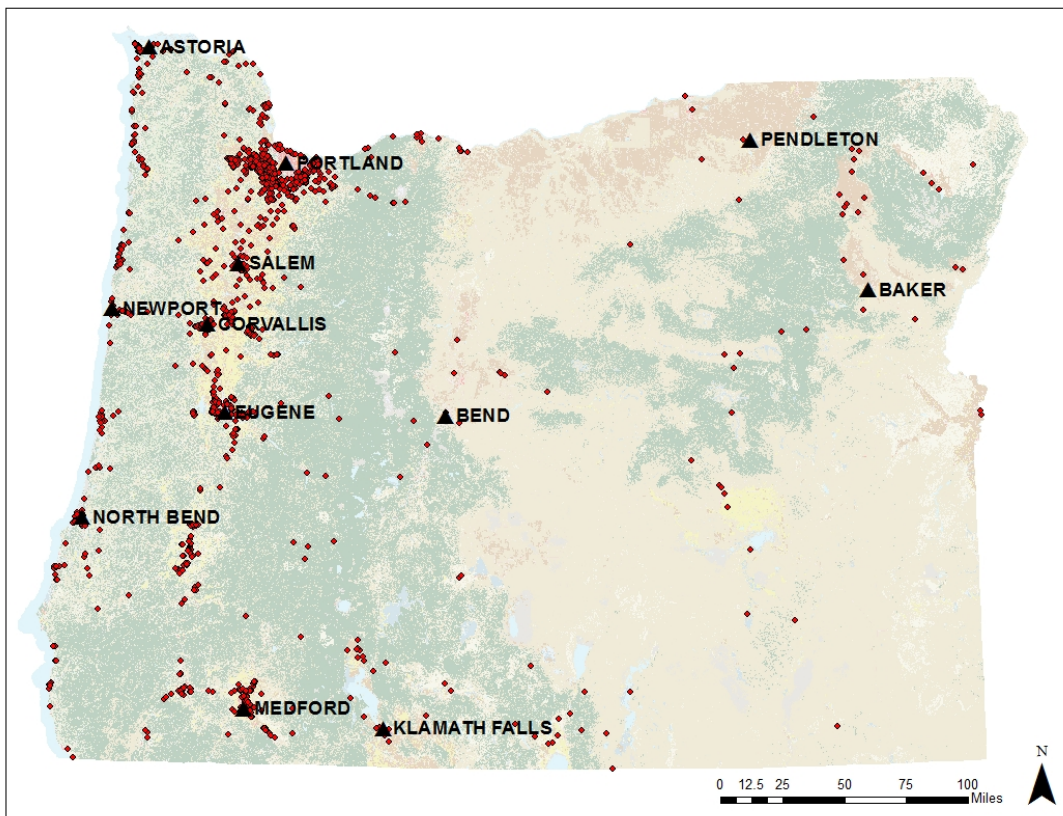 ASTORIA
PENDLETON
PORTLAND
SALEM
BAKER
NEWPORT
CORVALLIS
EUGENE
BEND
NORTH BEND
MEDFORD
KLAMATH FALLS
N
0 12.5 25 50 75 100
Miles